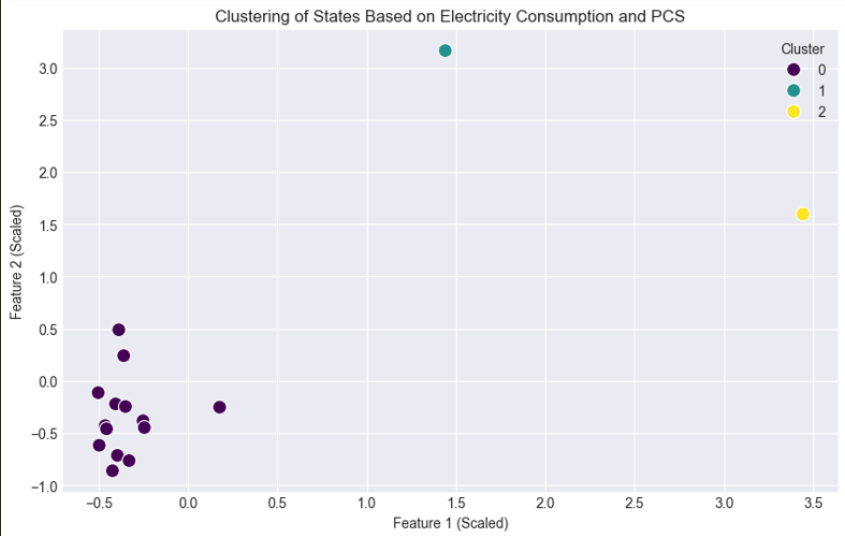 Clustering of States Based on Electricity Consumption and PCS
Cluster
0
1
2
3.0
2.5
2.0
1.5
1.0
0.5
0.0
−0.5
−1.0
Feature 2 (Scaled)
−0.5 0.0 0.5 1.0 1.5 2.0 2.5 3.0 3.5
Feature 1 (Scaled)